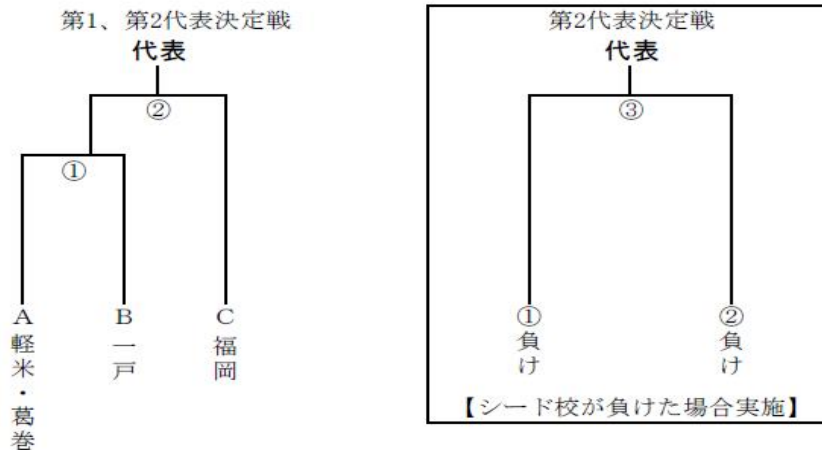 第1、第2代表決定戦
代表
②
①
A
軽米・葛巻
B
一戸
C
福岡
第2代表決定戦
代表
③
①
負け
②
負け
【シード校が負けた場合実施】